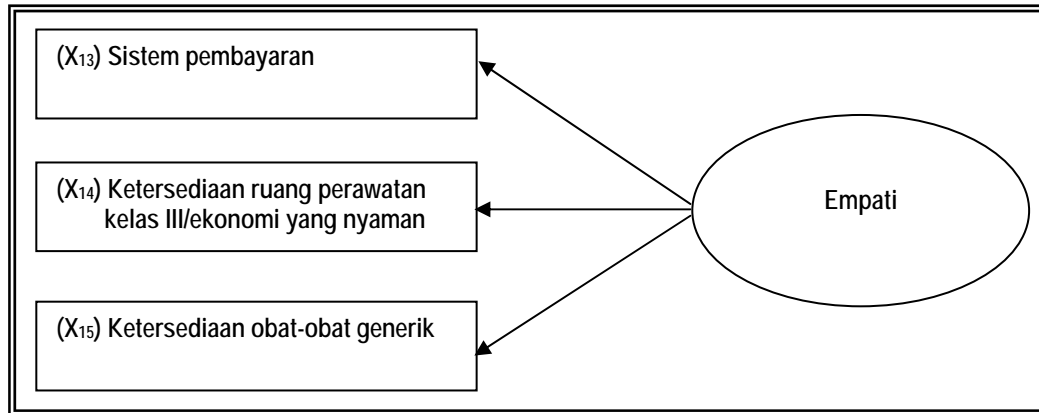 (X₁₃) Sistem pembayaran
(X₁₄) Ketersediaan ruang perawatan
kelas III/ekonomi yang nyaman
(X₁₅) Ketersediaan obat-obat generik
Empati